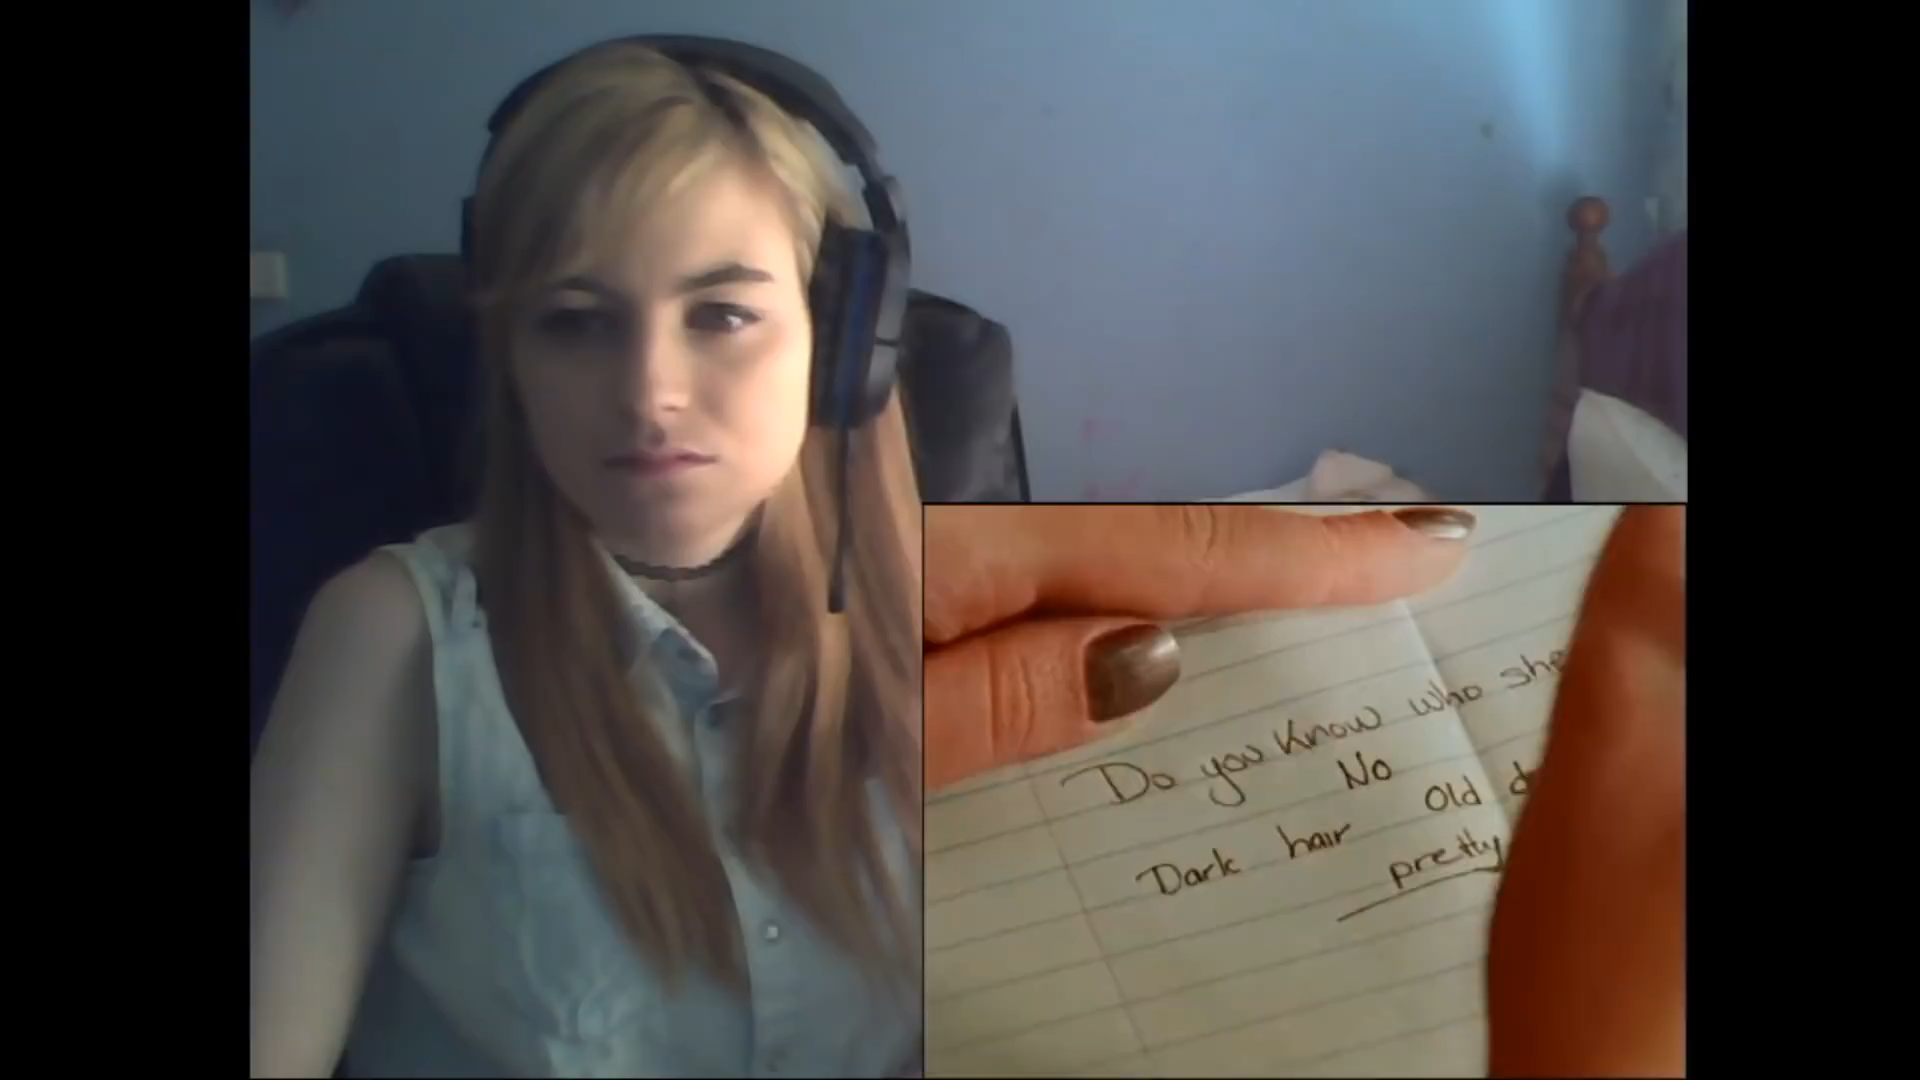 Do you know who she
No
Old
Dark hair
pretty